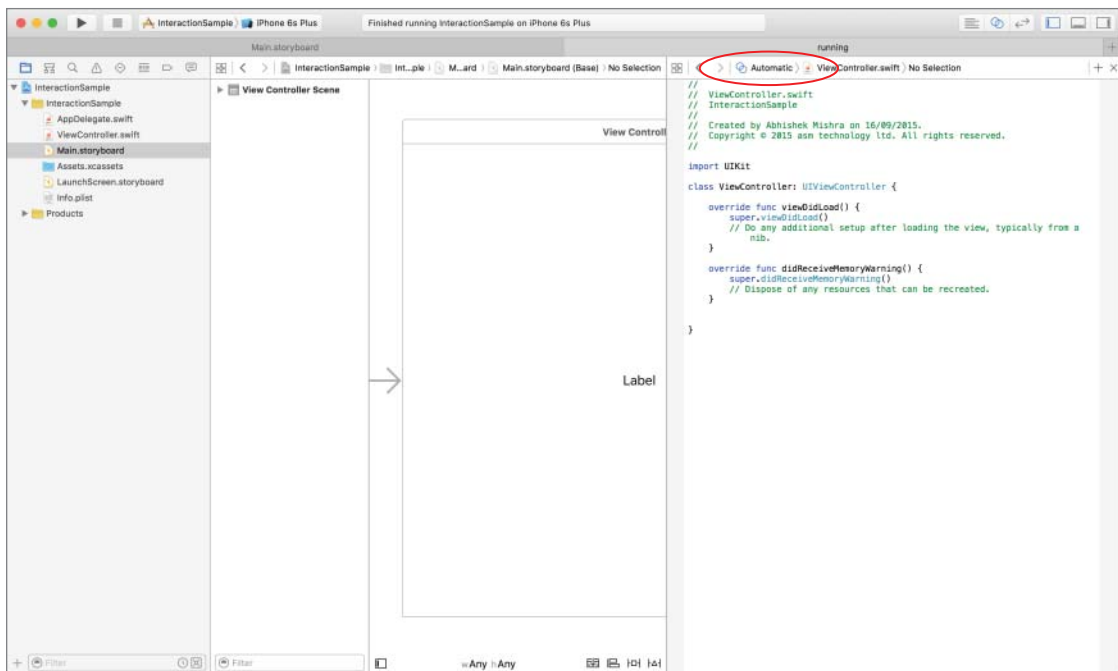 InteractionSample iPhone 6s Plus
Finished running InteractionSample on iPhone 6s Plus
Main.storyboard
running
InteractionSample
InteractionSample
AppDelegate.swift
ViewController.swift
Main.storyboard
Assets.xcassets
LaunchScreen.storyboard
Info.plist
Products
InteractionSample Int...ple M...ard Main.storyboard (Base) No Selection
View Controller Scene
View Controll
Label
Automatic ViewController.swift No Selection
//
// ViewController.swift
// InteractionSample
//
// Created by Abhishek Mishra on 16/09/2015.
// Copyright © 2015 asm technology ltd. All rights reserved.
//
import UIKit
class ViewController: UIViewController {
override func viewDidLoad() {
super.viewDidLoad()
// Do any additional setup after loading the view, typically from a
nib.
}
override func didReceiveMemoryWarning() {
super.didReceiveMemoryWarning()
// Dispose of any resources that can be recreated.
}
}
Filter
Filter
wAny hAny